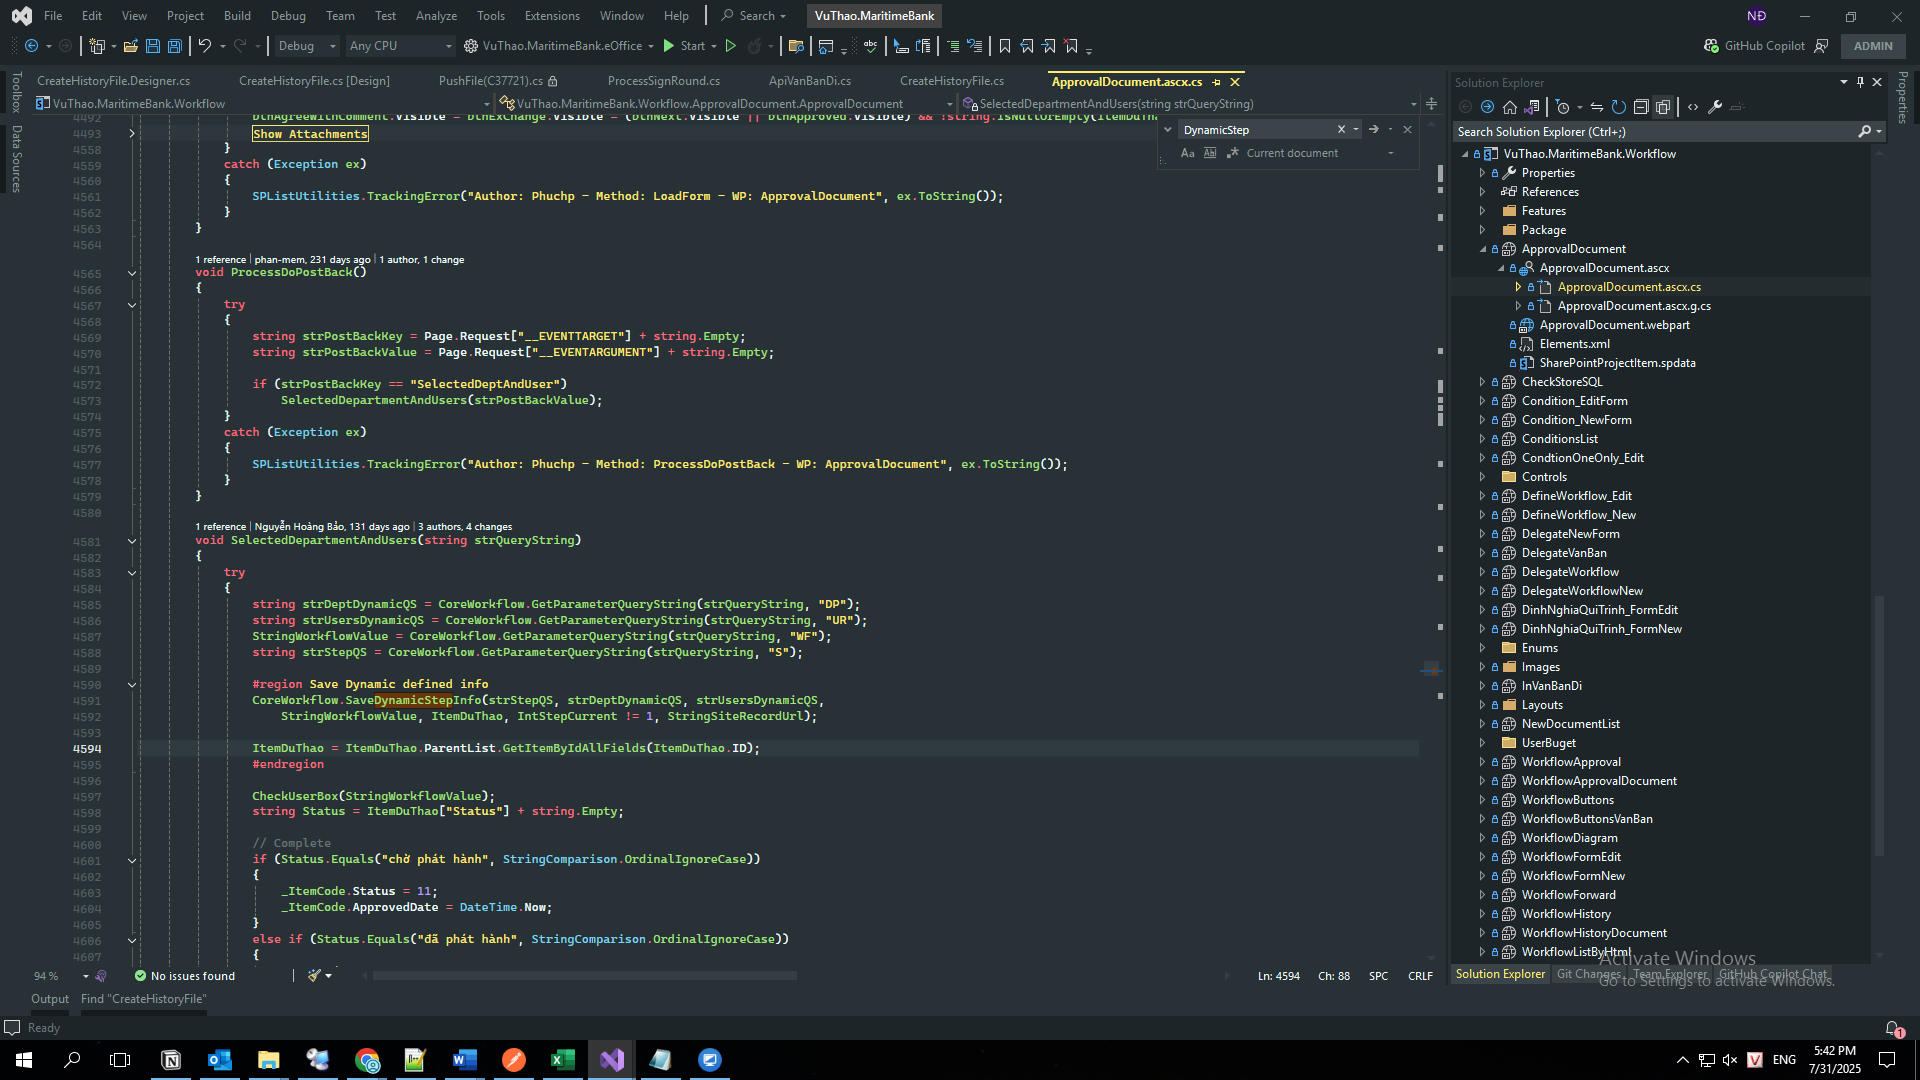 File Edit View Project Build Debug Team Test Analyze Tools Extensions Window Help Search VuThao.MaritimeBank NĐ
Debug Any CPU VuThao.MaritimeBank.eOffice Start GitHub Copilot ADMIN
CreateHistoryFile.Designer.cs CreateHistoryFile.cs [Design] PushFile(C37721).cs ProcessSignRound.cs ApiVanBanDi.cs CreateHistoryFile.cs ApprovalDocument.ascx.cs
VuThao.MaritimeBank.Workflow VuThao.MaritimeBank.Workflow.ApprovalDocument.ApprovalDocument SelectedDepartmentAndUsers(string strQueryString)
Toolbox
Data Sources
DynamicStep
Aa Current document
4492 btnAgreeWithComment.Visible = btnExChange.Visible = (btnNext.Visible || btnApproved.Visible) && !string.IsNullOrEmpty(ItemDuTha
4493 Show Attachments
4558 }
4559 catch (Exception ex)
4560 {
4561 SPListUtilities.TrackingError("Author: Phuchp - Method: LoadForm - WP: ApprovalDocument", ex.ToString());
4562 }
4563 }
4564
1 reference | phan-mem, 231 days ago | 1 author, 1 change
4565 void ProcessDoPostBack()
4566 {
4567 try
4568 {
4569 string strPostBackKey = Page.Request["__EVENTTARGET"] + string.Empty;
4570 string strPostBackValue = Page.Request["__EVENTARGUMENT"] + string.Empty;
4571
4572 if (strPostBackKey == "SelectedDeptAndUser")
4573 SelectedDepartmentAndUsers(strPostBackValue);
4574 }
4575 catch (Exception ex)
4576 {
4577 SPListUtilities.TrackingError("Author: Phuchp - Method: ProcessDoPostBack - WP: ApprovalDocument", ex.ToString());
4578 }
4579 }
4580
1 reference | Nguyễn Hoàng Bảo, 131 days ago | 3 authors, 4 changes
4581 void SelectedDepartmentAndUsers(string strQueryString)
4582 {
4583 try
4584 {
4585 string strDeptDynamicQS = CoreWorkflow.GetParameterQueryString(strQueryString, "DP");
4586 string strUsersDynamicQS = CoreWorkflow.GetParameterQueryString(strQueryString, "UR");
4587 StringWorkflowValue = CoreWorkflow.GetParameterQueryString(strQueryString, "WF");
4588 string strStepQS = CoreWorkflow.GetParameterQueryString(strQueryString, "S");
4589
4590 #region Save Dynamic defined info
4591 CoreWorkflow.SaveDynamicStepInfo(strStepQS, strDeptDynamicQS, strUsersDynamicQS,
4592 StringWorkflowValue, ItemDuThao, IntStepCurrent != 1, StringSiteRecordUrl);
4593
4594 ItemDuThao = ItemDuThao.ParentList.GetItemByIdAllFields(ItemDuThao.ID);
4595 #endregion
4596
4597 CheckUserBox(StringWorkflowValue);
4598 string Status = ItemDuThao["Status"] + string.Empty;
4599
4600 // Complete
4601 if (Status.Equals("chờ phát hành", StringComparison.OrdinalIgnoreCase))
4602 {
4603 _ItemCode.Status = 11;
4604 _ItemCode.ApprovedDate = DateTime.Now;
4605 }
4606 else if (Status.Equals("đã phát hành", StringComparison.OrdinalIgnoreCase))
4607 {
94 % No issues found Ln: 4594 Ch: 88 SPC CRLF
Output Find "CreateHistoryFile"
Ready
Solution Explorer
Search Solution Explorer (Ctrl+;)
VuThao.MaritimeBank.Workflow
Properties
References
Features
Package
ApprovalDocument
ApprovalDocument.ascx
ApprovalDocument.ascx.cs
ApprovalDocument.ascx.g.cs
ApprovalDocument.webpart
Elements.xml
SharePointProjectItem.spdata
CheckStoreSQL
Condition_EditForm
Condition_NewForm
ConditionsList
CondtionOneOnly_Edit
Controls
DefineWorkflow_Edit
DefineWorkflow_New
DelegateNewForm
DelegateVanBan
DelegateWorkflow
DelegateWorkflowNew
DinhNghiaQuiTrinh_FormEdit
DinhNghiaQuiTrinh_FormNew
Enums
Images
InVanBanDi
Layouts
NewDocumentList
UserBuget
WorkflowApproval
WorkflowApprovalDocument
WorkflowButtons
WorkflowButtonsVanBan
WorkflowDiagram
WorkflowFormEdit
WorkflowFormNew
WorkflowForward
WorkflowHistory
WorkflowHistoryDocument
WorkflowListByHtml
Solution Explorer Git Changes Team Explorer GitHub Copilot Chat
Properties
Activate Windows
Go to Settings to activate Windows.
1
V ENG 5:42 PM
7/31/2025